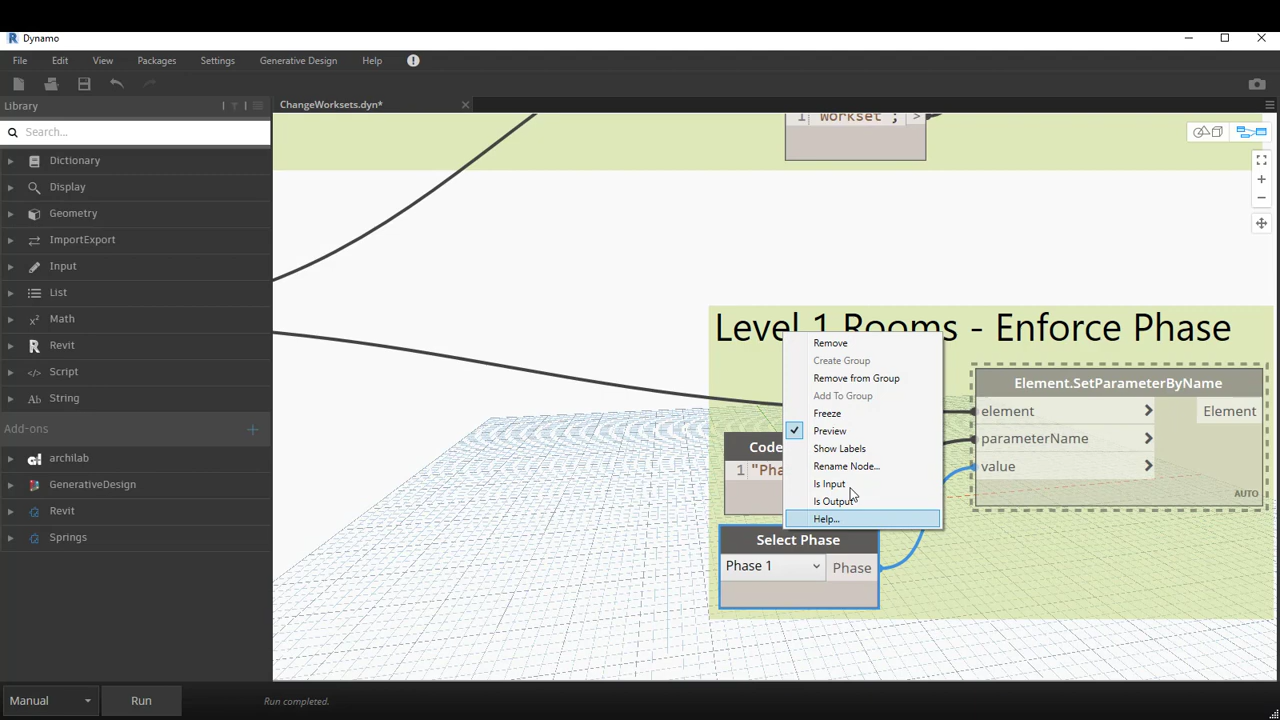 R Dynamo
File Edit View Packages Settings Generative Design Help
Library
ChangeWorksets.dyn*
Search...
Dictionary
Display
Geometry
ImportExport
Input
List
Math
Revit
Script
Ab String
Add-ons
archilab
GenerativeDesign
Revit
Springs
1 "Workset"; >
Level 1 Rooms - Enforce Phase
Remove
Create Group
Remove from Group
Add To Group
Freeze
Preview
Show Labels
Rename Node...
Is Input
Is Output
Help...
Code
1 "Pha
Element.SetParameterByName
element > Element
parameterName >
value >
AUTO
Select Phase
Phase 1 Phase
Manual Run Run completed.